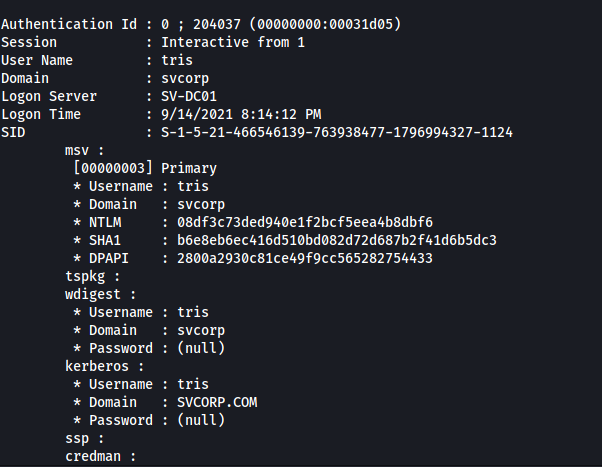 Authentication Id : 0 ; 204037 (00000000:00031d05)
Session           : Interactive from 1
User Name         : tris
Domain            : svcorp
Logon Server      : SV-DC01
Logon Time        : 9/14/2021 8:14:12 PM
SID               : S-1-5-21-466546139-763938477-1796994327-1124
        msv :
         [00000003] Primary
         * Username : tris
         * Domain   : svcorp
         * NTLM     : 08df3c73ded940e1f2bcf5eea4b8dbf6
         * SHA1     : b6e8eb6ec416d510bd082d72d687b2f41d6b5dc3
         * DPAPI    : 2800a2930c81ce49f9cc565282754433
        tspkg :
        wdigest :
         * Username : tris
         * Domain   : svcorp
         * Password : (null)
        kerberos :
         * Username : tris
         * Domain   : SVCORP.COM
         * Password : (null)
        ssp :
        credman :